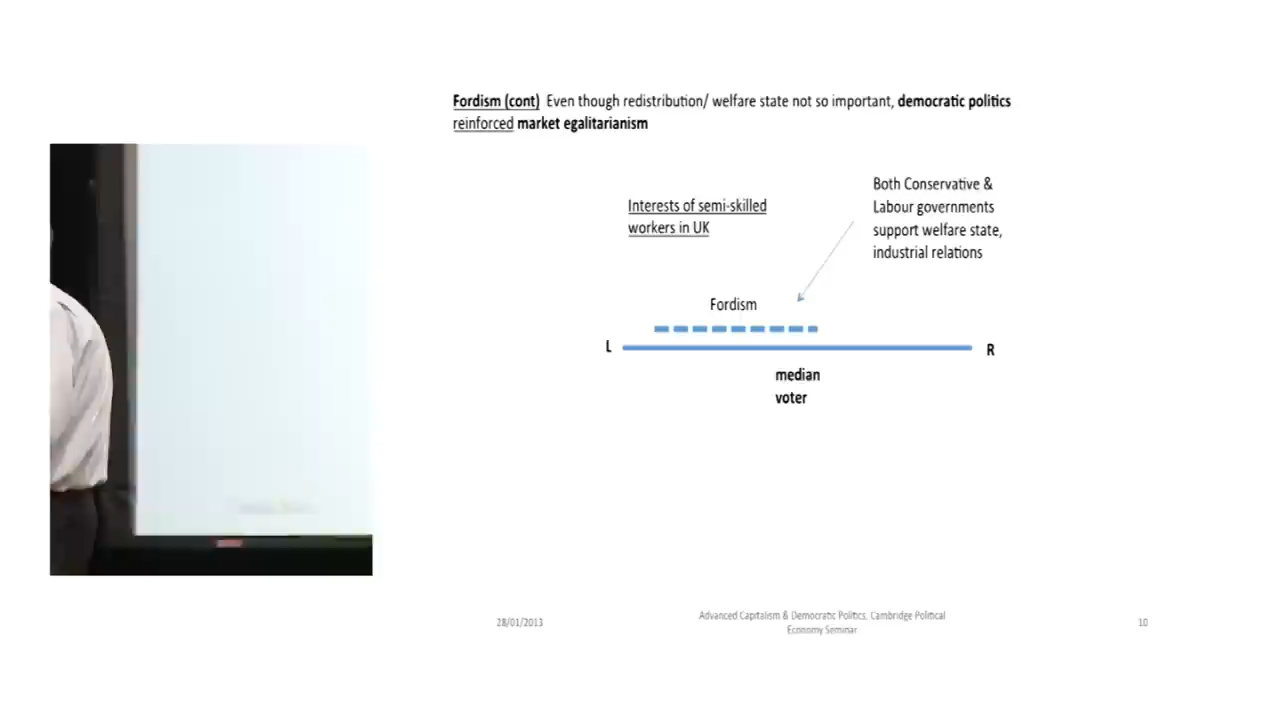 Fordism (cont) Even though redistribution/ welfare state not so important, democratic politics
reinforced market egalitarianism
Interests of semi-skilled
workers in UK
Both Conservative &
Labour governments
support welfare state,
industrial relations
Fordism
L
R
median
voter
28/01/2013
Advanced Capitalism & Democratic Politics, Cambridge Political
Economy Seminar
10